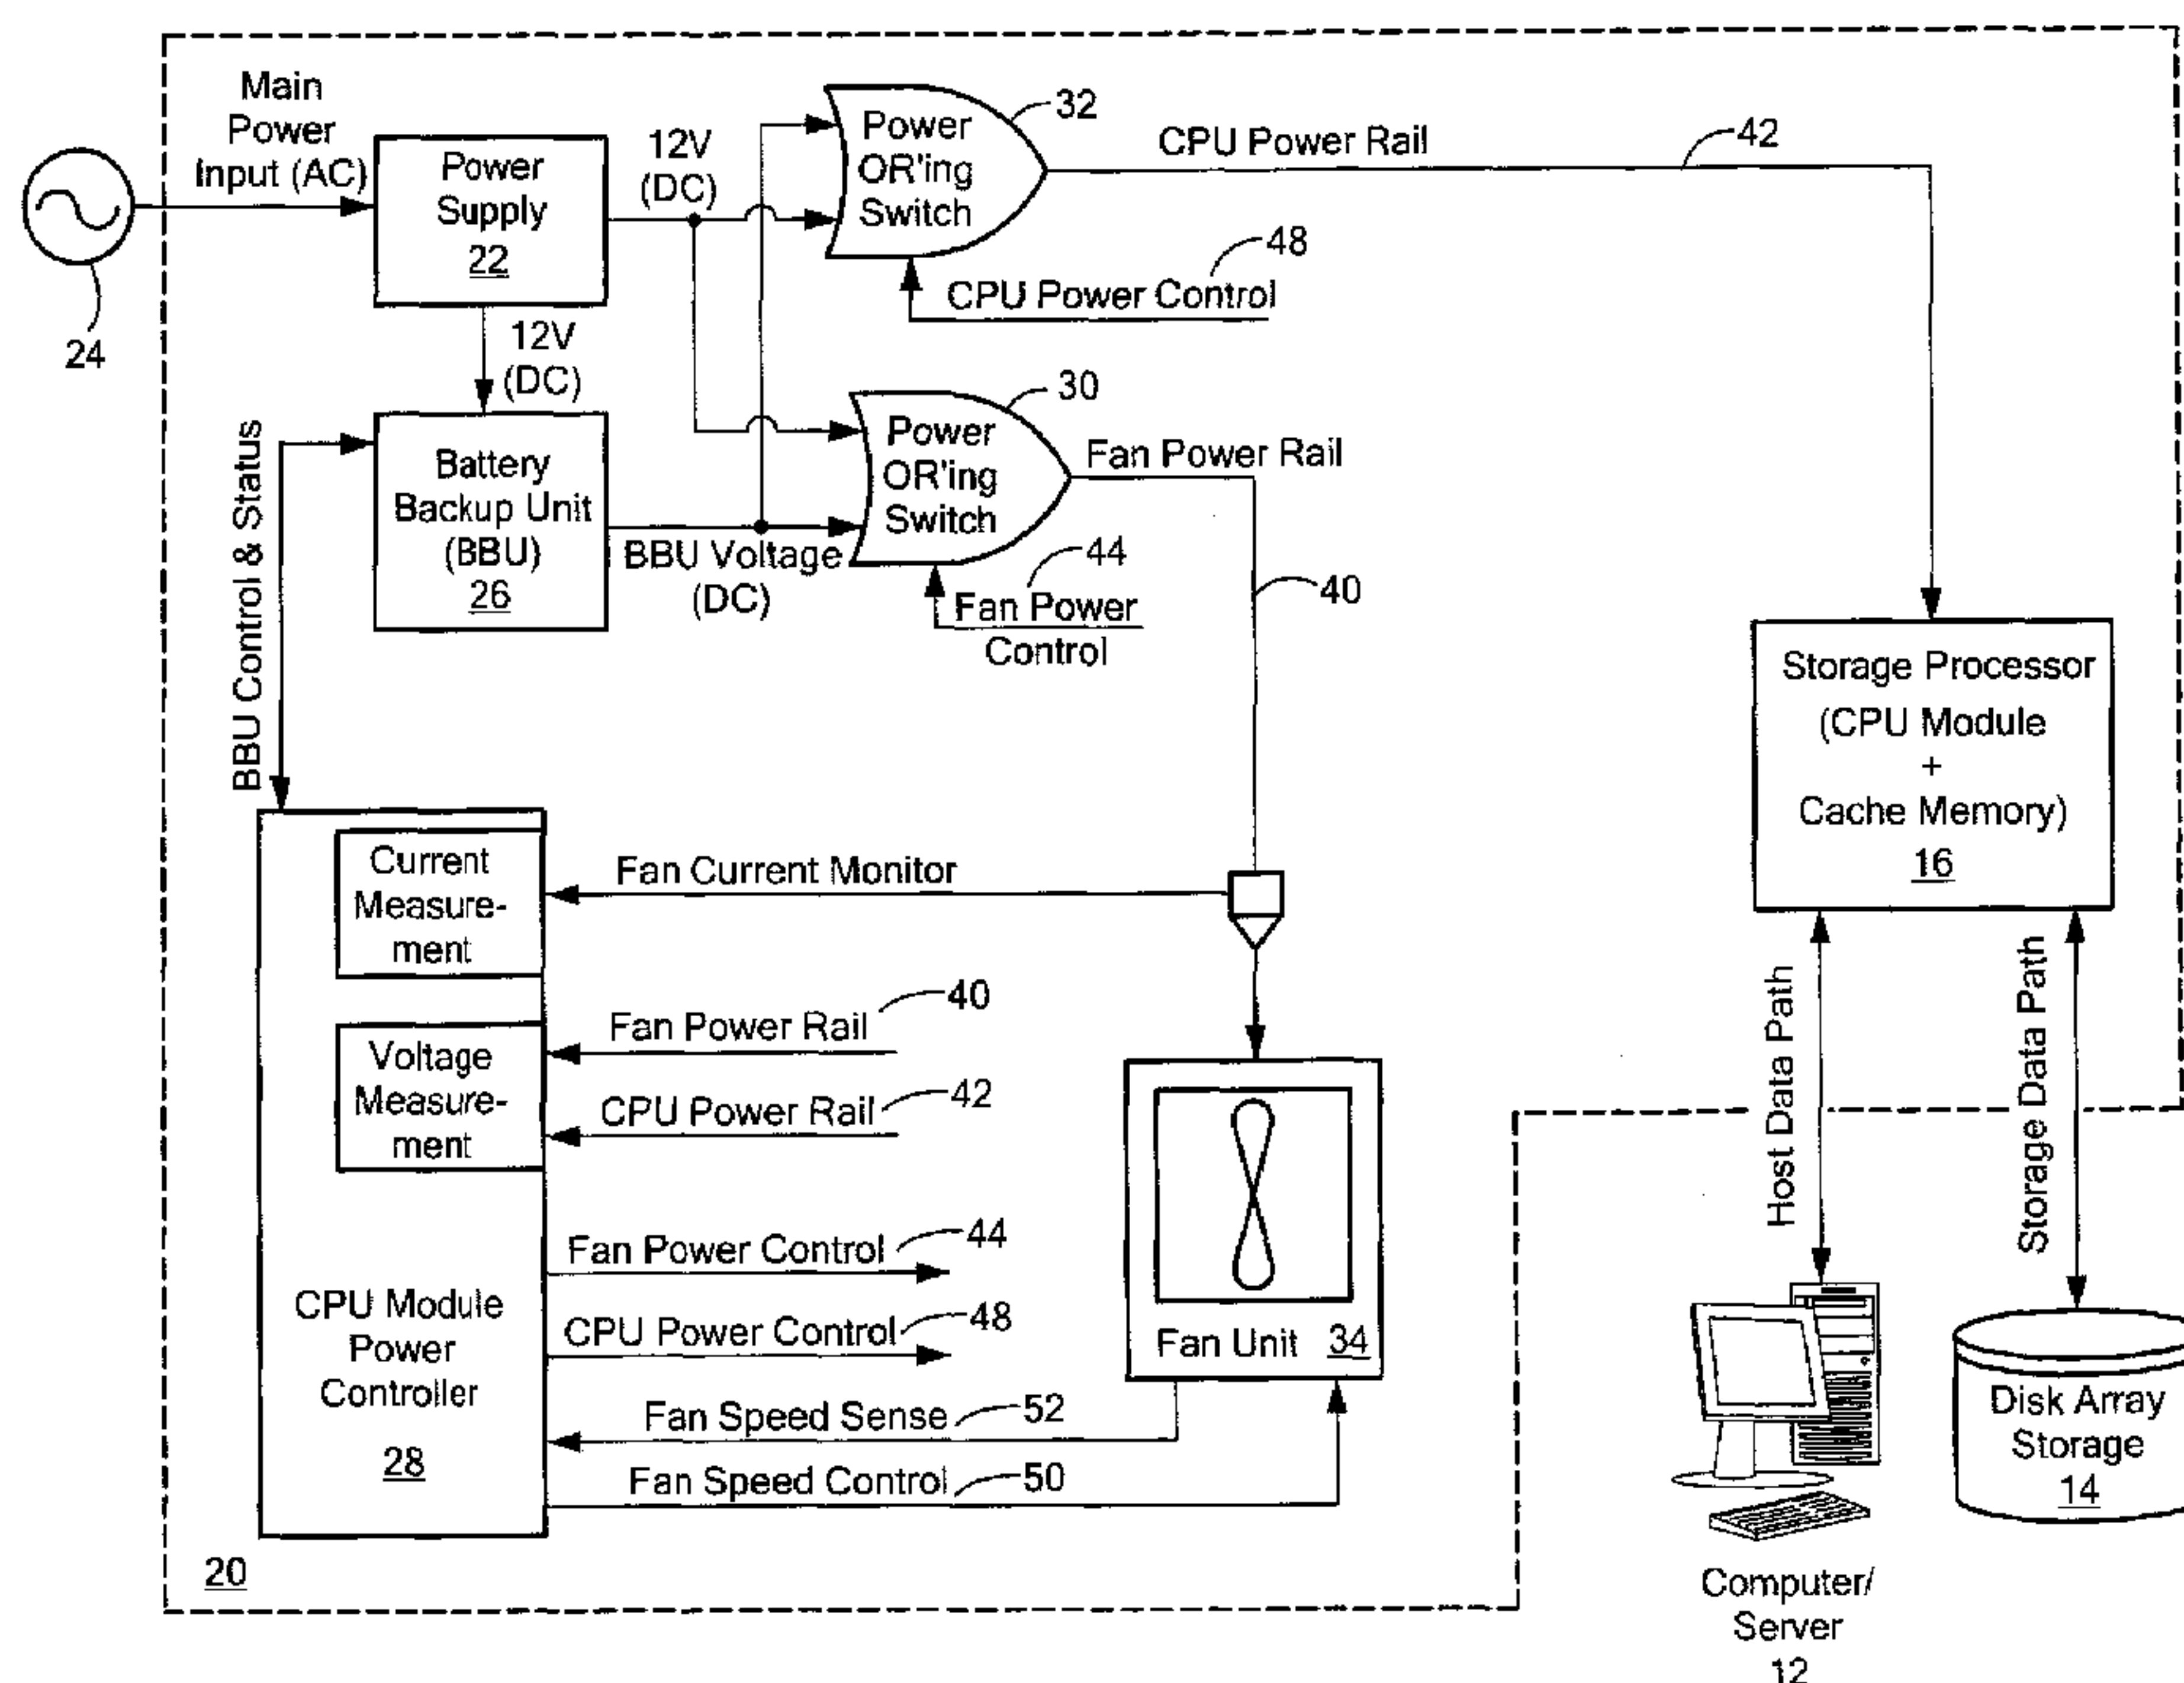 Main
Power
Input (AC)
24
Power
Supply
22
12V
(DC)
12V
(DC)
Power
OR'ing
Switch
32
CPU Power Rail
42
48
CPU Power Control
Battery
Backup Unit
(BBU)
26
BBU Voltage
(DC)
Power
OR'ing
Switch
30
Fan Power Rail
40
44
Fan Power
Control
BBU Control & Status
Storage Processor
(CPU Module
+
Cache Memory)
16
Current
Measure-
ment
Fan Current Monitor
Voltage
Measure-
ment
Fan Power Rail
40
CPU Power Rail
42
Fan Power Control
44
CPU Power Control
48
Fan Speed Sense
52
Fan Speed Control
50
CPU Module
Power
Controller
28
Fan Unit 34
Host Data Path
Storage Data Path
Disk Array
Storage
14
Computer/
Server
12
20